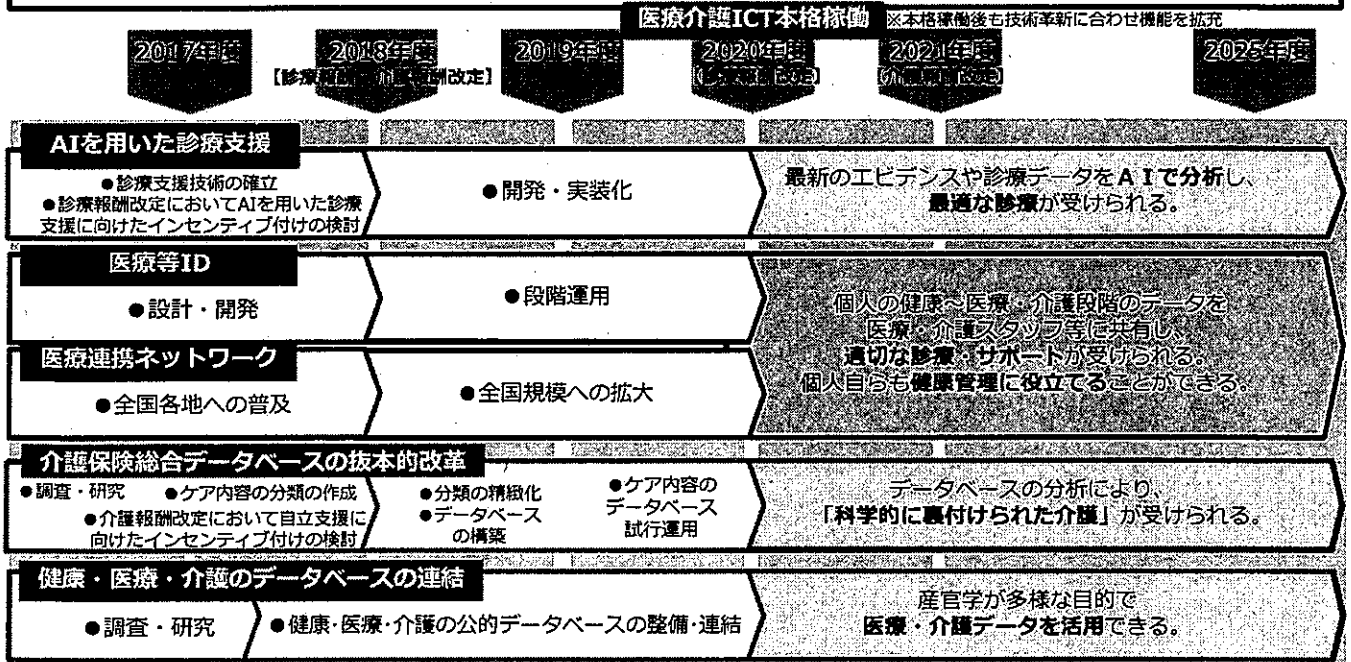 医療介護ICT本格稼働 ※本格稼働後も技術革新に合わせ機能を拡充
2017年度
2018年度
【診療報酬・介護報酬改定】
2019年度
2020年度
【診療報酬改定】
2021年度
【介護報酬改定】
2025年度
AIを用いた診療支援
●診療支援技術の確立
●診療報酬改定においてAIを用いた診療
支援に向けたインセンティブ付けの検討
●開発・実装化
最新のエビデンスや診療データをAIで分析し、
最適な診療が受けられる。
医療等ID
●設計・開発
●段階運用
医療連携ネットワーク
●全国各地への普及
●全国規模への拡大
個人の健康～医療・介護段階のデータを
医療・介護スタッフ等に共有し、
適切な診療・サポートが受けられる。
個人自らも健康管理に役立てることができる。
介護保険総合データベースの抜本的改革
●調査・研究 ●ケア内容の分類の作成
●介護報酬改定において自立支援に
向けたインセンティブ付けの検討
●分類の精緻化
●データベース
の構築
●ケア内容の
データベース
試行運用
データベースの分析により、
「科学的に裏付けられた介護」が受けられる。
健康・医療・介護のデータベースの連結
●調査・研究
●健康・医療・介護の公的データベースの整備・連結
産官学が多様な目的で
医療・介護データを活用できる。